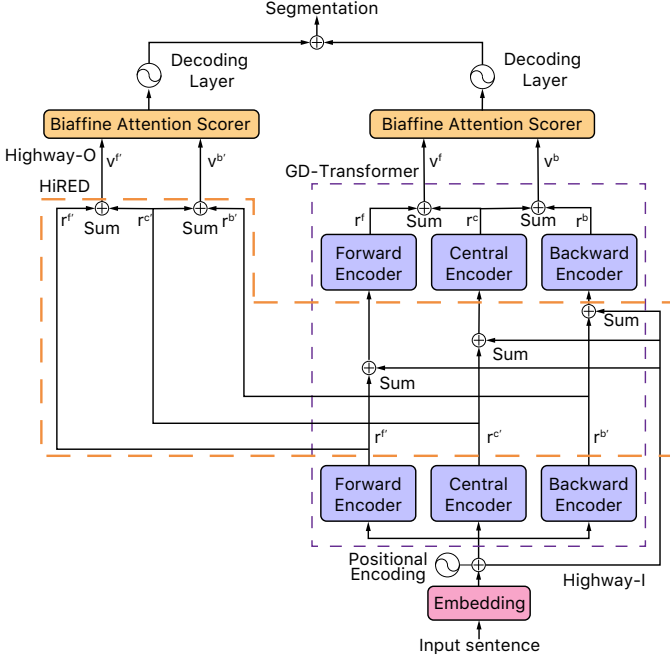 Segmentation
Decoding
Layer
Decoding
Layer
Biaffine Attention Scorer
Biaffine Attention Scorer
Highway-O
vᶠ′
vᵇ′
vᶠ
vᵇ
HiRED
GD-Transformer
rᶠ′
Sum
rᶜ′
Sum
rᵇ′
rᶠ
Sum
rᶜ
Sum
rᵇ
Forward
Encoder
Central
Encoder
Backward
Encoder
Sum
Sum
Sum
rᶠ′
rᶜ′
rᵇ′
Forward
Encoder
Central
Encoder
Backward
Encoder
Positional
Encoding
Highway-I
Embedding
Input sentence